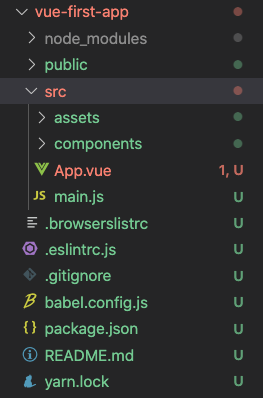 vue-first-app
node_modules
public
src
assets
components
App.vue 1, U
JS main.js U
.browserslistrc U
.eslintrc.js U
.gitignore U
babel.config.js U
{} package.json U
README.md U
yarn.lock U